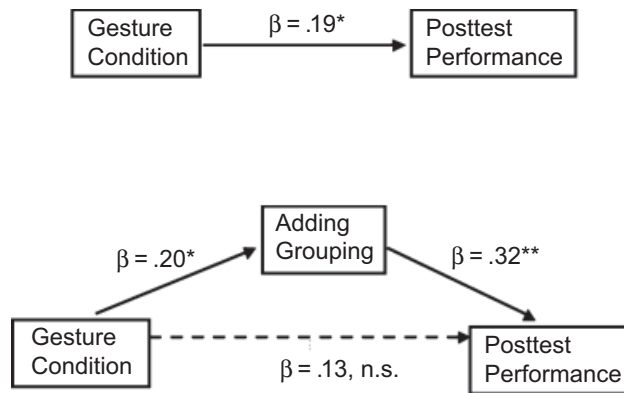 Gesture
Condition
β = .19*
Posttest
Performance
Adding
Grouping
β = .20*
β = .32**
Gesture
Condition
β = .13, n.s.
Posttest
Performance